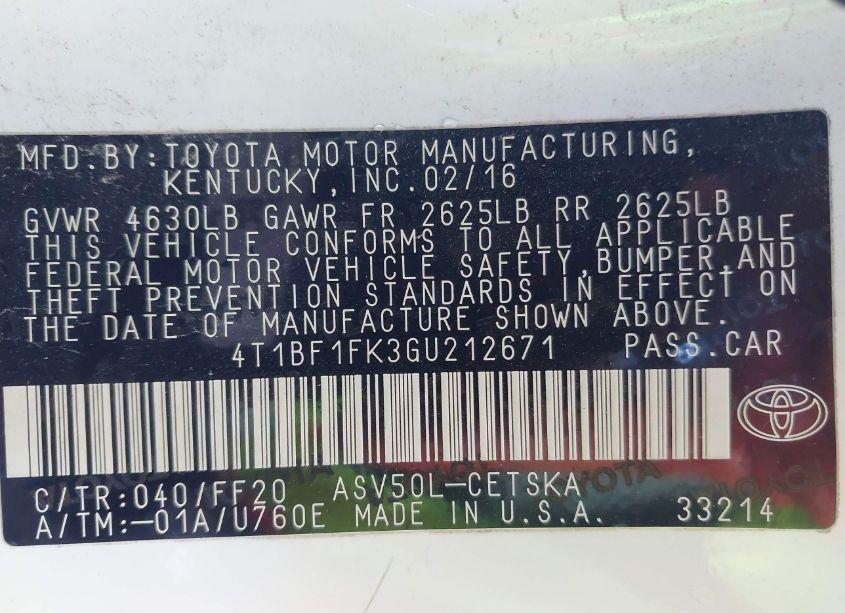 MFD.BY:TOYOTA MOTOR MANUFACTURING,
KENTUCKY,INC.02/16
GVWR 4630LB GAWR FR 2625LB RR 2625LB
THIS VEHICLE CONFORMS TO ALL APPLICABLE
FEDERAL MOTOR VEHICLE SAFETY,BUMPER,AND
THEFT PREVENTION STANDARDS IN EFFECT ON
THE DATE OF MANUFACTURE SHOWN ABOVE.
4T1BF1FK3GU212671 PASS.CAR
C/TR:040/FF20 ASV50L-CETSKA
A/TM:-01A/U760E MADE IN U.S.A. 33214